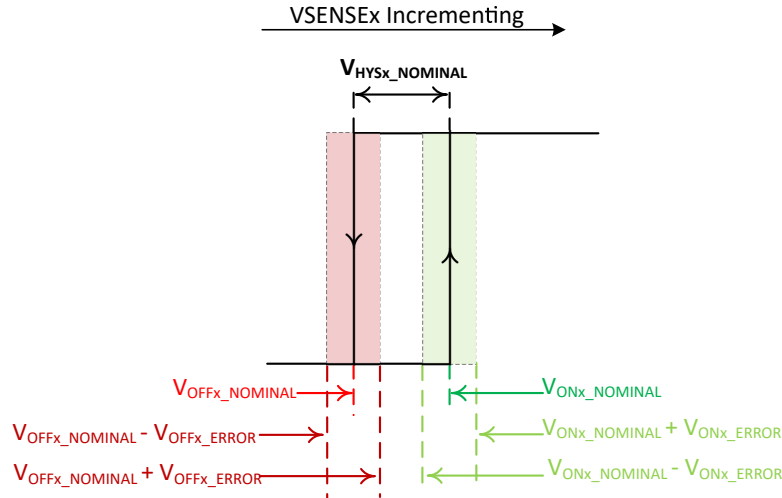 VSENSEx Incrementing
VHYSx_NOMINAL
VOFFx_NOMINAL
VONx_NOMINAL
VOFFx_NOMINAL - VOFFx_ERROR
VONx_NOMINAL + VONx_ERROR
VOFFx_NOMINAL + VOFFx_ERROR
VONx_NOMINAL - VONx_ERROR